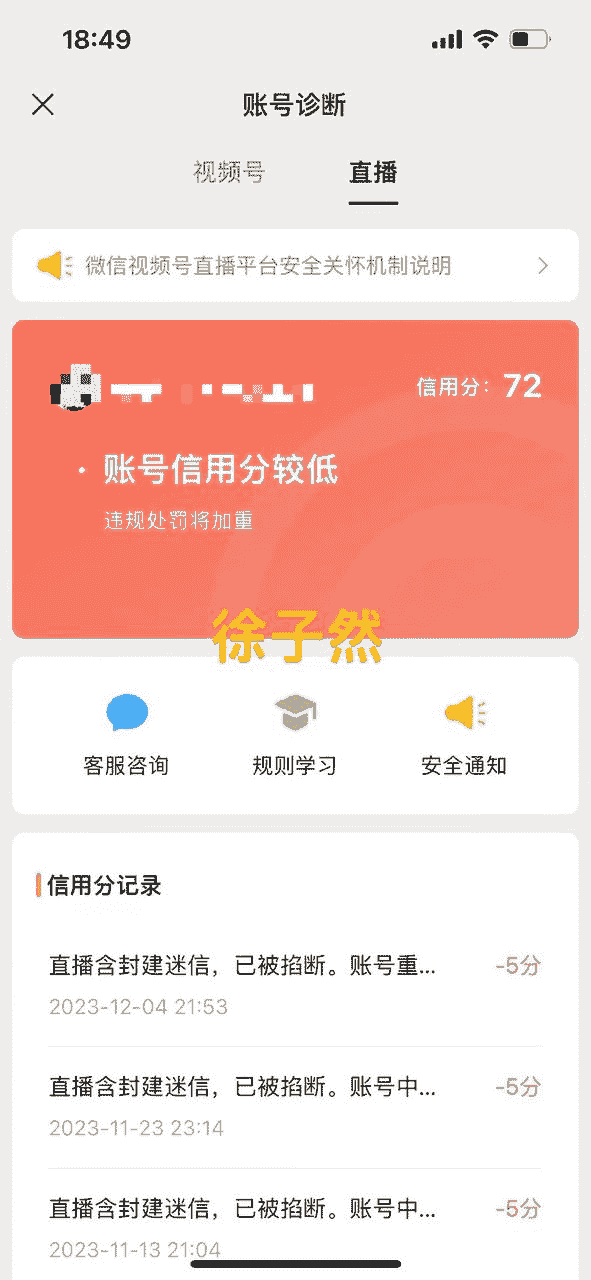 18:49
账号诊断
视频号
直播
微信视频号直播平台安全关怀机制说明
信用分：72
· 账号信用分较低
违规处罚将加重
徐子然
客服咨询
规则学习
安全通知
信用分记录
直播含封建迷信，已被掐断。账号重... -5分
2023-12-04 21:53
直播含封建迷信，已被掐断。账号中... -5分
2023-11-23 23:14
直播含封建迷信，已被掐断。账号中... -5分
2023-11-13 21:04